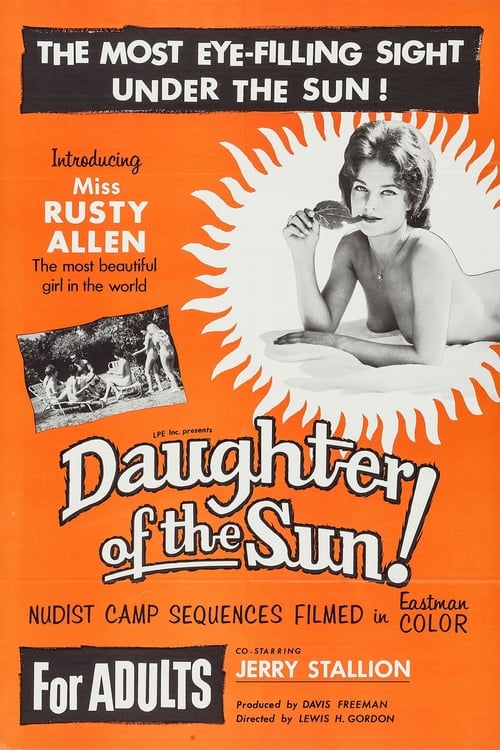 THE MOST EYE-FILLING SIGHT
UNDER THE SUN!
Introducing
Miss
RUSTY
ALLEN
The most beautiful
girl in the world
LPE Inc. presents
Daughter
of the Sun!
NUDIST CAMP SEQUENCES FILMED in Eastman
COLOR
For ADULTS
CO-STARRING
JERRY STALLION
Produced by DAVIS FREEMAN
Directed by LEWIS H. GORDON